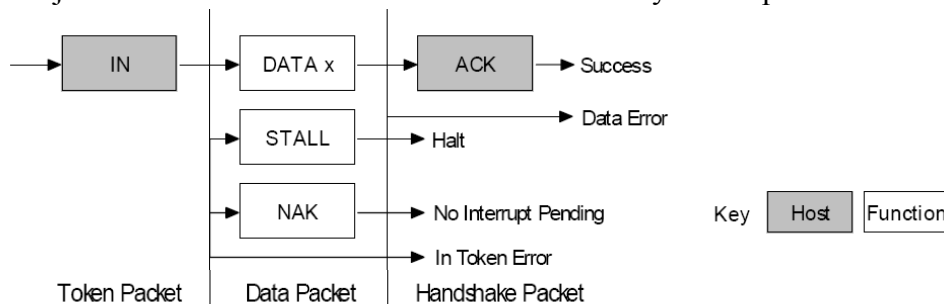 IN
DATA x
ACK
Success
Data Error
STALL
Halt
NAK
No Interrupt Pending
Key
Host
Function
In Token Error
Token Packet
Data Packet
Handshake Packet